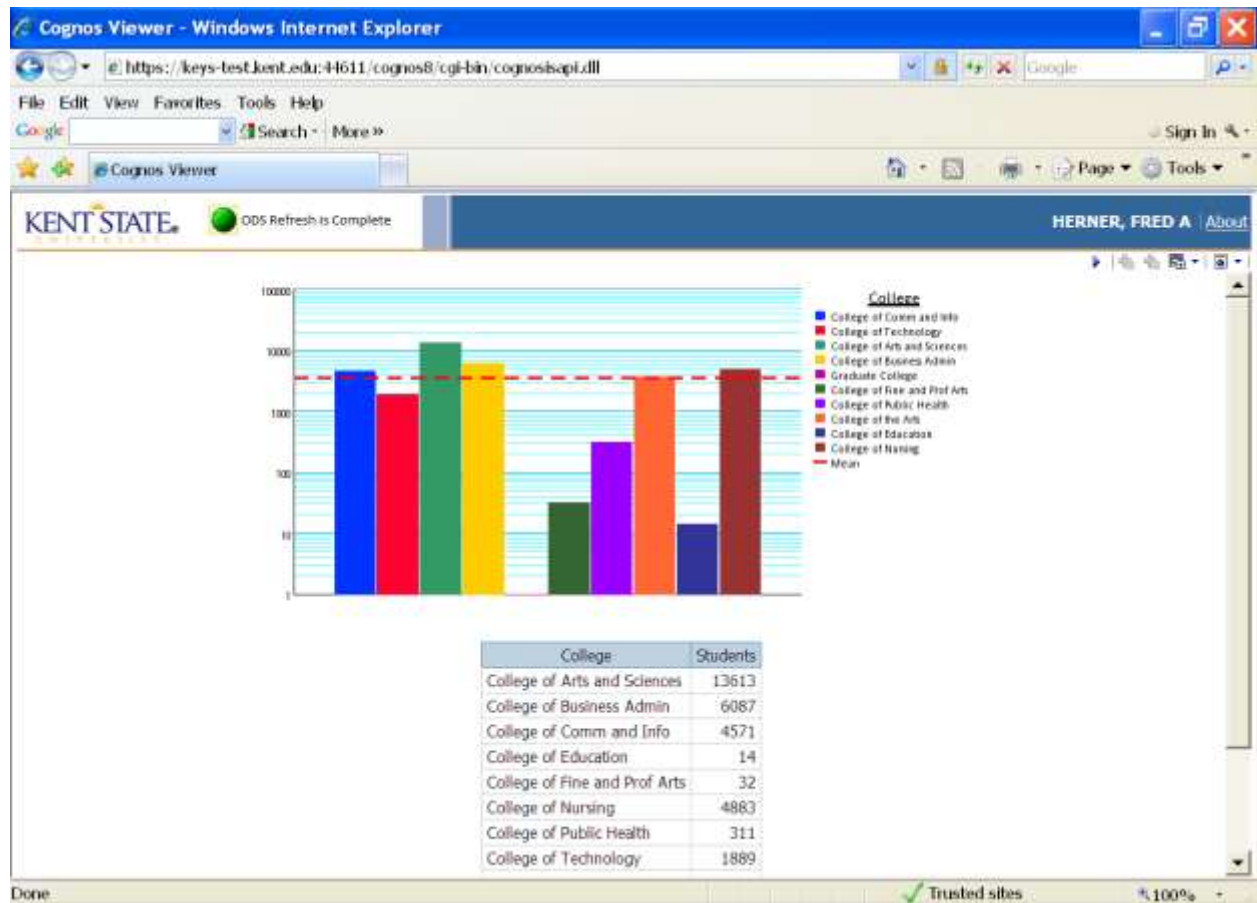 Cognos Viewer - Windows Internet Explorer
https://keys-test.kent.edu:44611/cognos8/cgi-bin/cognosisapi.dll
Google
File Edit View Favorites Tools Help
Google Search More »
Sign In
Cognos Viewer
Page Tools
KENT STATE.
UNIVERSITY
ODS Refresh is Complete
HERNER, FRED A About
100000
10000
1000
100
10
1
College
College of Comm and Info
College of Technology
College of Arts and Sciences
College of Business Admin
Graduate College
College of Fine and Prof Arts
College of Public Health
College of the Arts
College of Education
College of Nursing
Mean
College Students
College of Arts and Sciences 13613
College of Business Admin 6087
College of Comm and Info 4571
College of Education 14
College of Fine and Prof Arts 32
College of Nursing 4883
College of Public Health 311
College of Technology 1889
Done
Trusted sites
100%